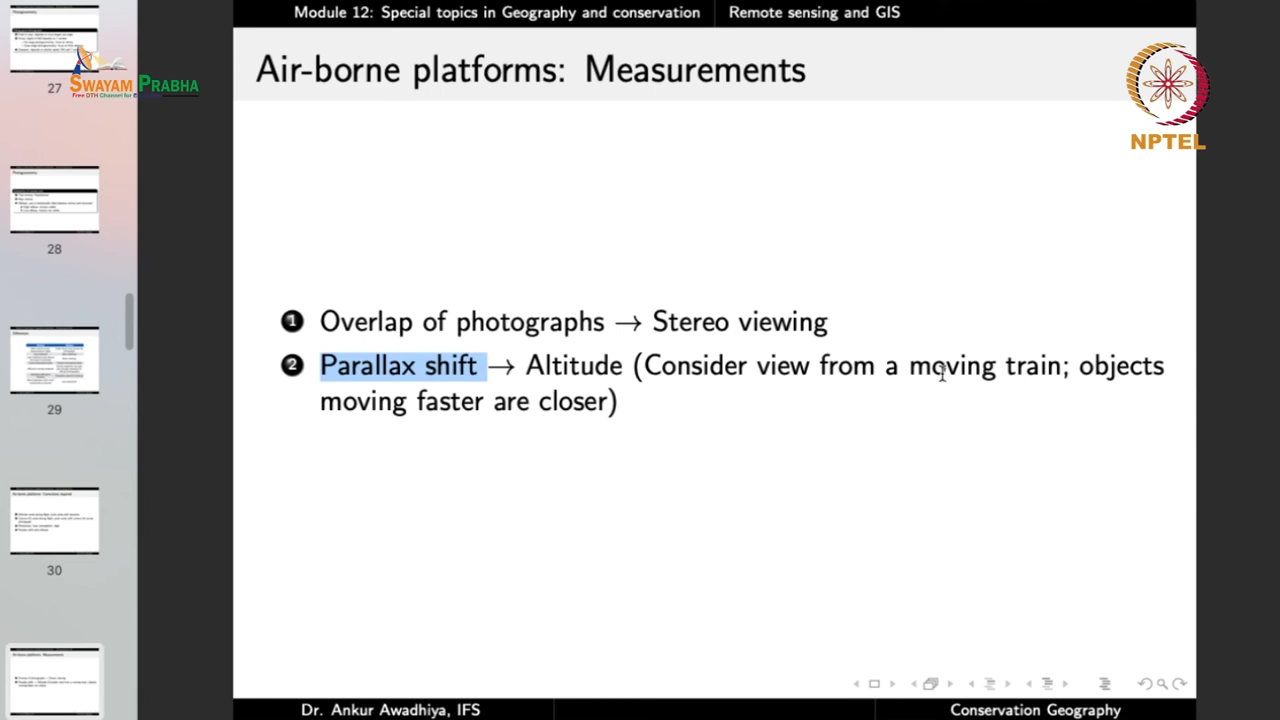 Module 12: Special topics in Geography and conservation
Remote sensing and GIS
Air-borne platforms: Measurements
SWAYAM PRABHA
NPTEL
27
28
29
30
1 Overlap of photographs → Stereo viewing
2 Parallax shift → Altitude (Consider view from a moving train; objects
moving faster are closer)
Dr. Ankur Awadhiya, IFS
Conservation Geography